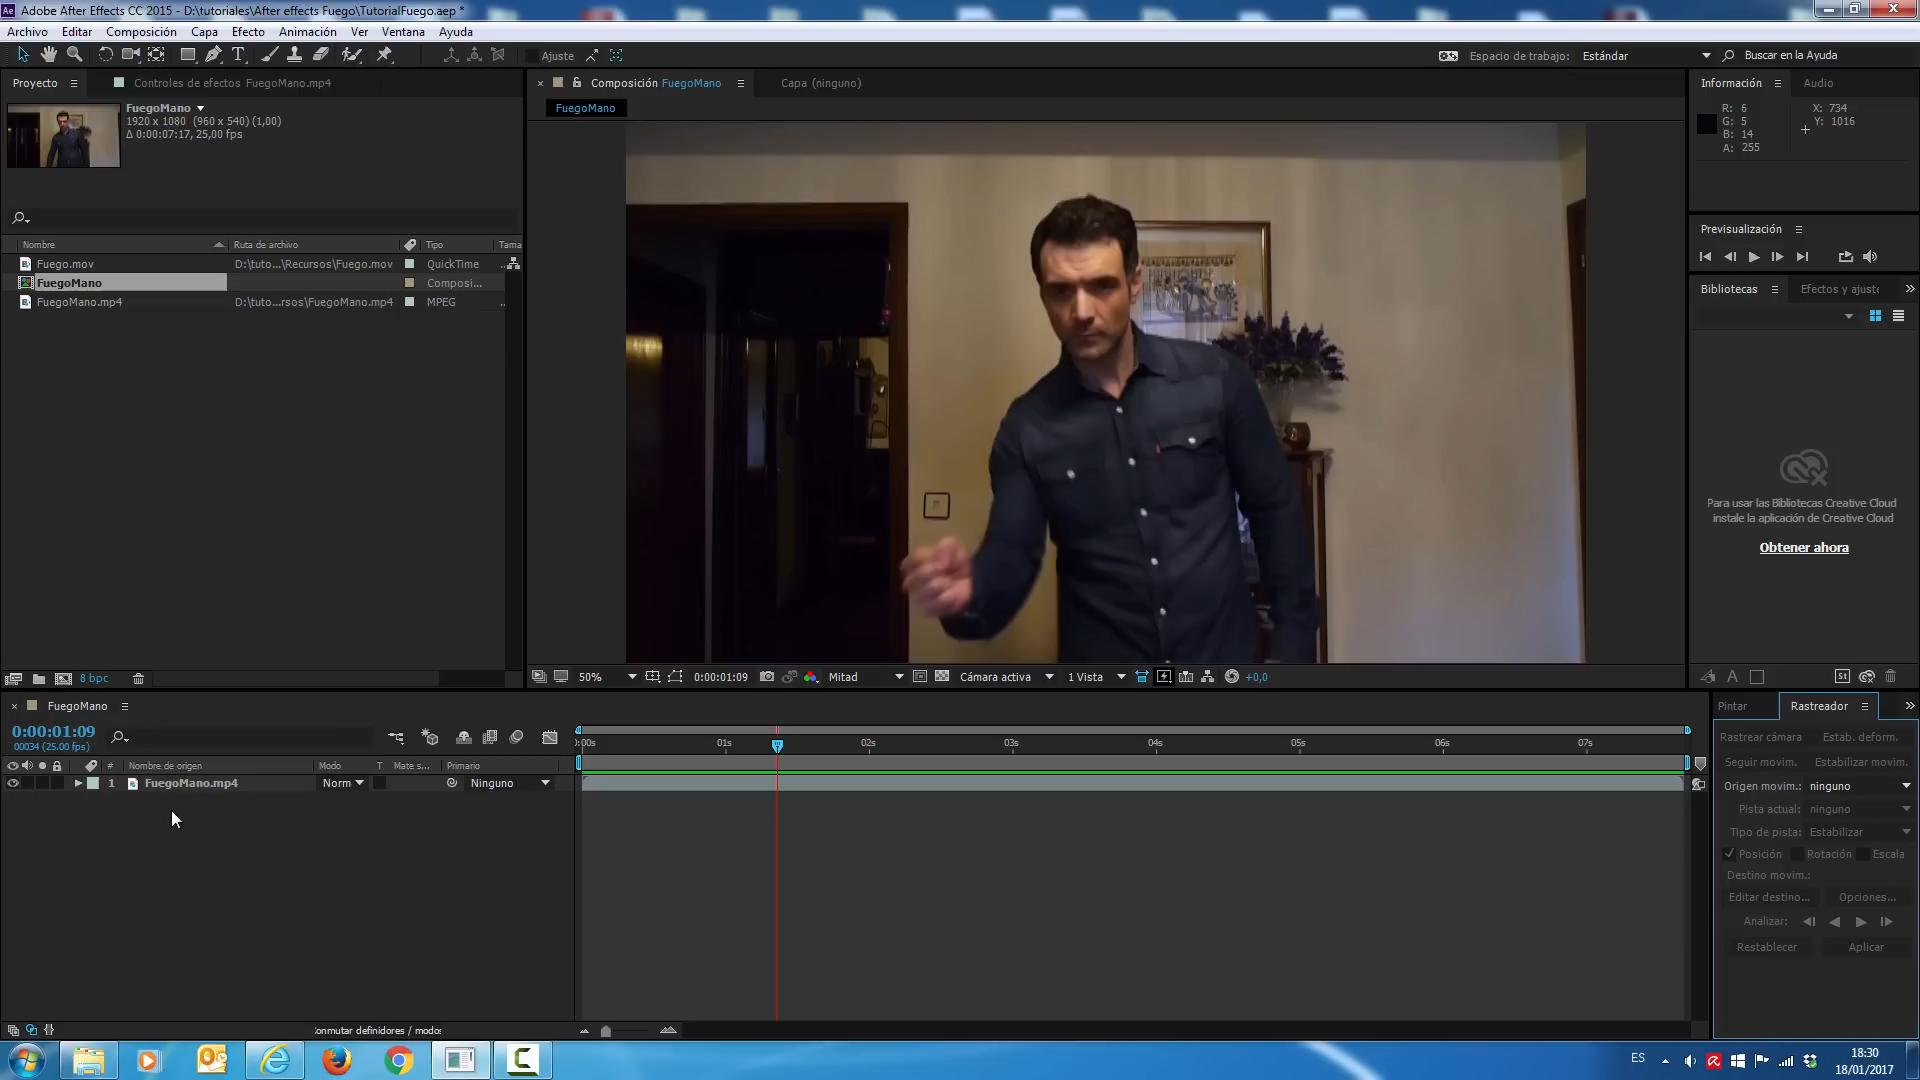 Adobe After Effects CC 2015 - D:\tutoriales\After effects Fuego\TutorialFuego.aep *
Archivo Editar Composición Capa Efecto Animación Ver Ventana Ayuda
Ajuste
Espacio de trabajo: Estándar
Buscar en la Ayuda
Proyecto
Controles de efectos FuegoMano.mp4
Composición FuegoMano
Capa (ninguno)
Información
Audio
FuegoMano
1920 x 1080 (960 x 540) (1,00)
Δ 0:00:07:17, 25,00 fps
FuegoMano
R: 6
G: 5
B: 14
A: 255
X: 734
Y: 1016
Previsualización
Nombre Ruta de archivo Tipo Tama
Fuego.mov D:\tuto...\Recursos\Fuego.mov QuickTime ...
FuegoMano Composi...
FuegoMano.mp4 D:\tuto...rsos\FuegoMano.mp4 MPEG ...
Bibliotecas
Efectos y ajuste
Para usar las Bibliotecas Creative Cloud
instale la aplicación de Creative Cloud
Obtener ahora
8 bpc
50% 0:00:01:09 Mitad Cámara activa 1 Vista +0,0
St
FuegoMano
0:00:01:09
00034 (25.00 fps)
:00s 01s 02s 03s 04s 05s 06s 07s
# Nombre de origen Modo T Mate s... Primario
1 FuegoMano.mp4 Norm Ninguno
Pintar
Rastreador
Rastrear cámara Estab. deform.
Seguir movim. Estabilizar movim.
Origen movim.: ninguno
Pista actual: ninguno
Tipo de pista: Estabilizar
Posición Rotación Escala
Destino movim.:
Editar destino... Opciones...
Analizar:
Restablecer Aplicar
Conmutar definidores / modos
ES
18:30
18/01/2017